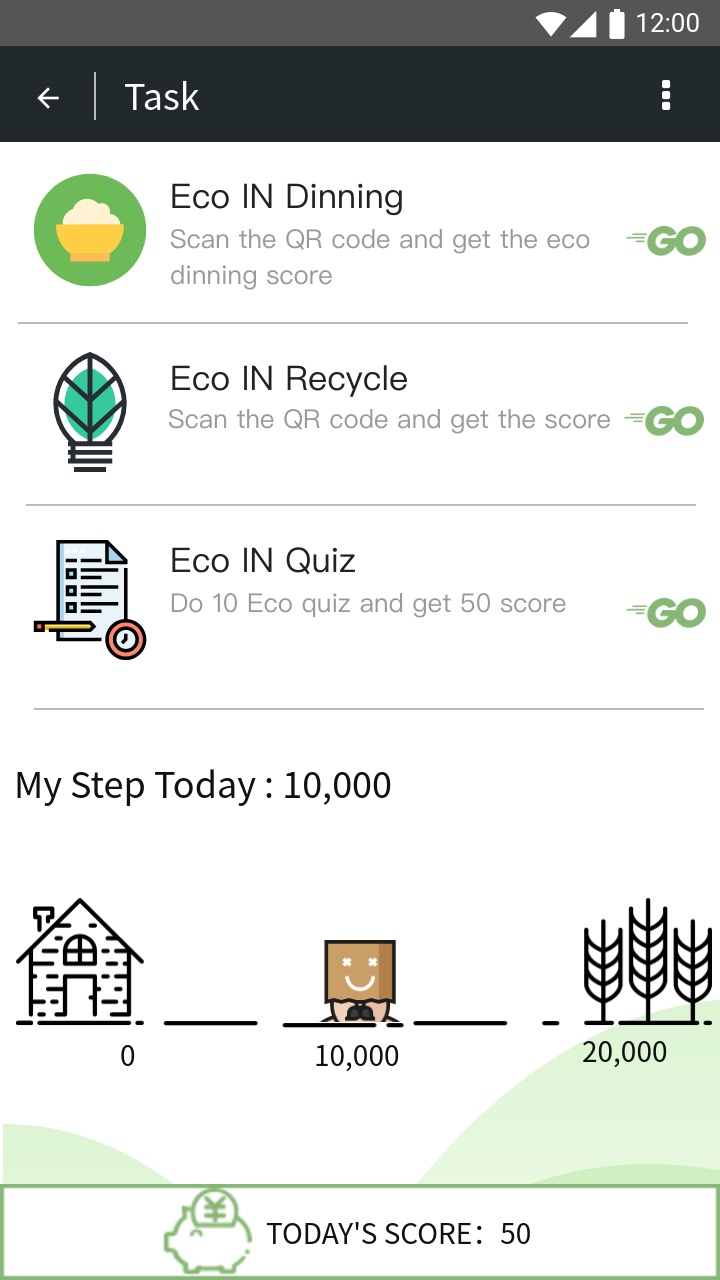 12:00
Task
Eco IN Dinning
Scan the QR code and get the eco
dinning score
GO
Eco IN Recycle
Scan the QR code and get the score
GO
Eco IN Quiz
Do 10 Eco quiz and get 50 score
GO
My Step Today : 10,000
0
10,000
20,000
¥
TODAY'S SCORE：50